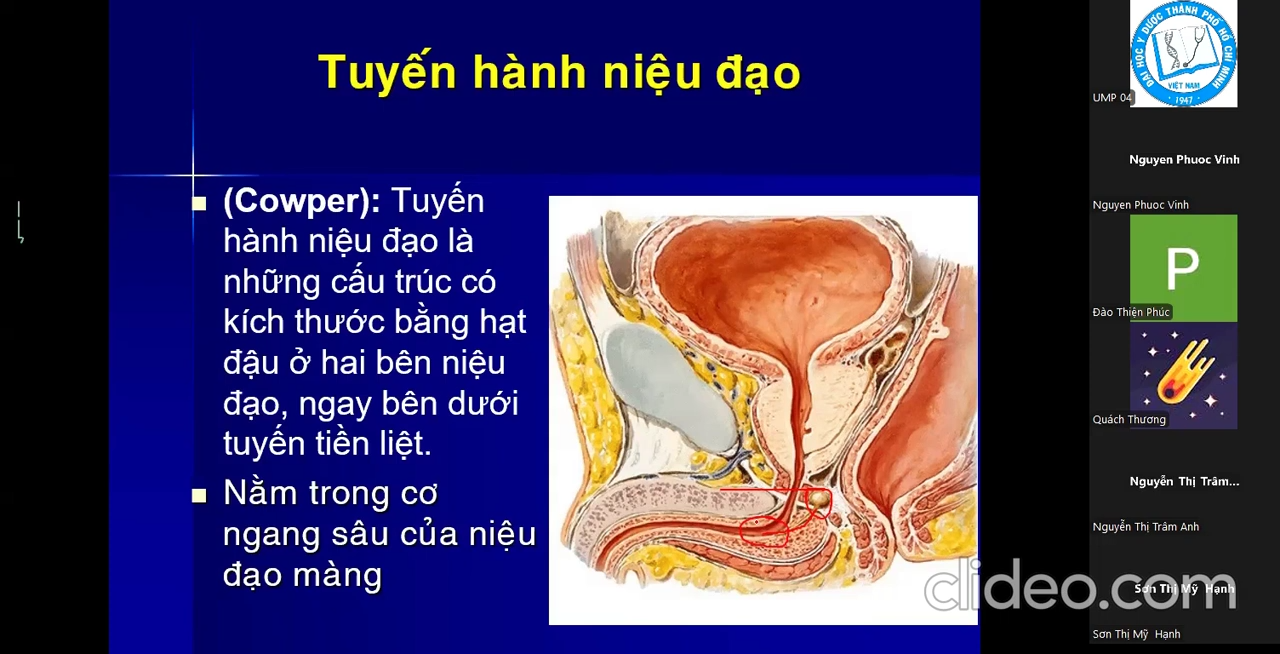 Tuyến hành niệu đạo
(Cowper): Tuyến
hành niệu đạo là
những cấu trúc có
kích thước bằng hạt
đậu ở hai bên niệu
đạo, ngay bên dưới
tuyến tiền liệt.
Nằm trong cơ
ngang sâu của niệu
đạo màng
ĐẠI HỌC Y DƯỢC THÀNH PHỐ HỒ CHÍ MINH
VIỆT NAM
1947
UMP 04
Nguyen Phuoc Vinh
Nguyen Phuoc Vinh
P
Đào Thiện Phúc
Quách Thương
Nguyễn Thị Trâm...
Nguyễn Thị Trâm Anh
Sơn Thị Mỹ Hạnh
Sơn Thị Mỹ Hạnh
clideo.com